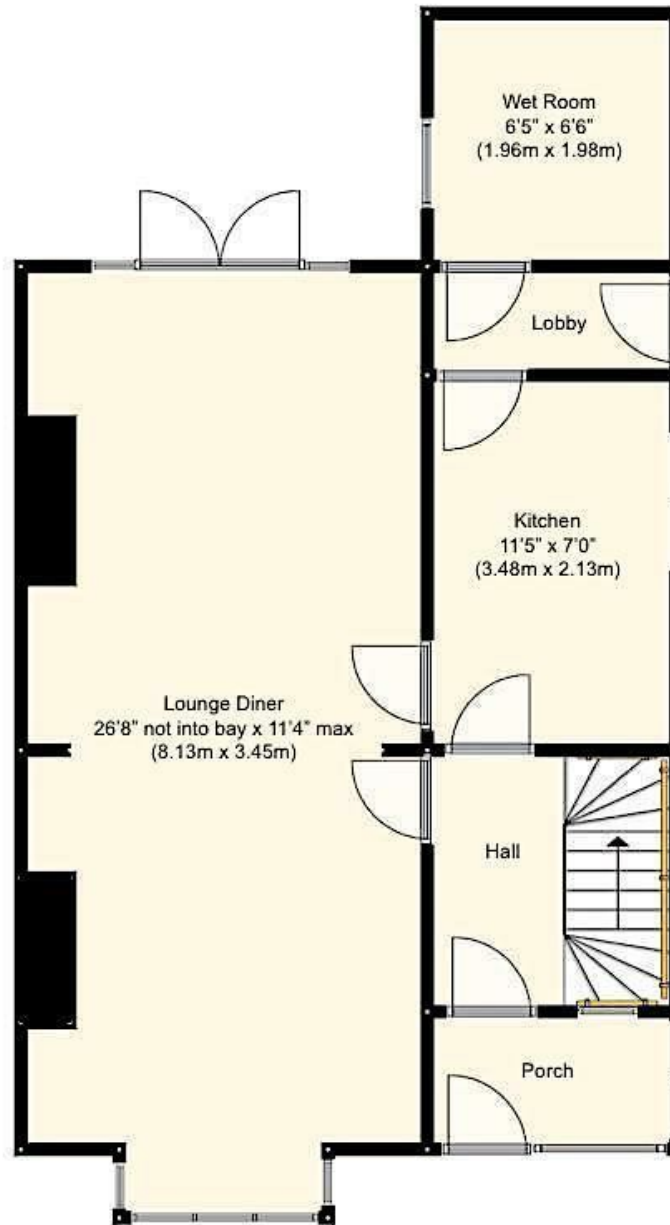 Wet Room
6'5" x 6'6"
(1.96m x 1.98m)
Lobby
Kitchen
11'5" x 7'0"
(3.48m x 2.13m)
Lounge Diner
26'8" not into bay x 11'4" max
(8.13m x 3.45m)
Hall
Porch